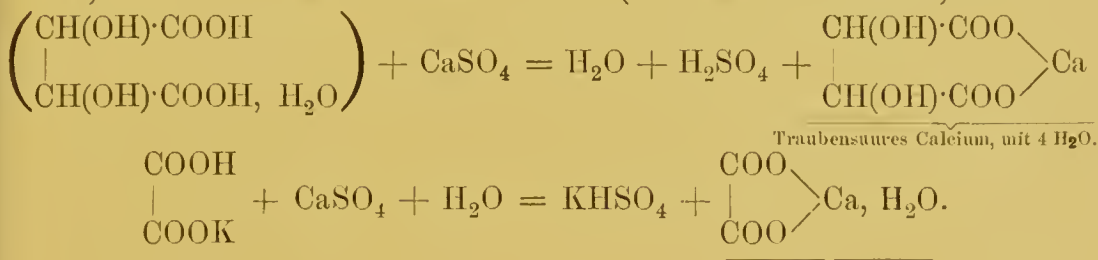 CH(OH)·COOH CH(OH)·COO
( | ) + CaSO₄ = H₂O + H₂SO₄ + | >Ca
CH(OH)·COOH, H₂O CH(OH)·COO
Traubensaures Calcium, mit 4 H₂O.
COOH COO
| + CaSO₄ + H₂O = KHSO₄ + | >Ca, H₂O.
COOK COO